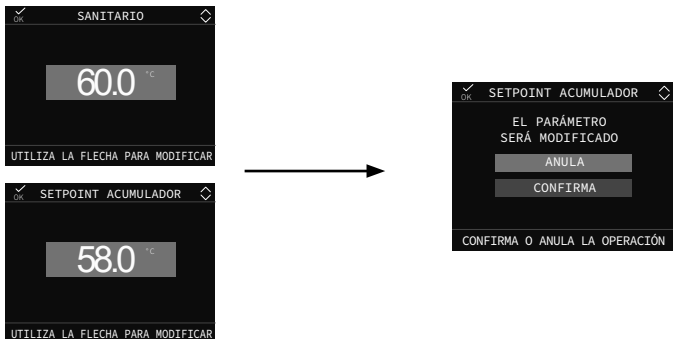 OK SANITARIO
60.0 °C
UTILIZA LA FLECHA PARA MODIFICAR
OK SETPOINT ACUMULADOR
58.0 °C
UTILIZA LA FLECHA PARA MODIFICAR
OK SETPOINT ACUMULADOR
EL PARÁMETRO
SERÁ MODIFICADO
ANULA
CONFIRMA
CONFIRMA O ANULA LA OPERACIÓN